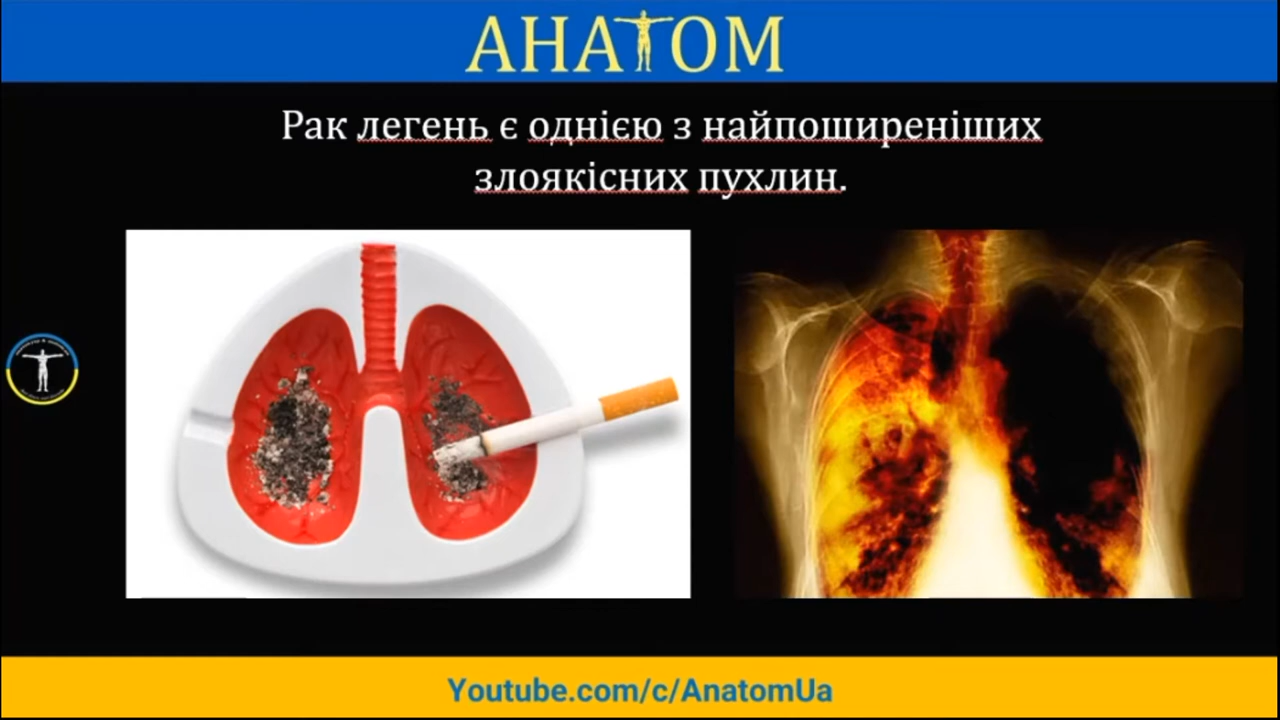 АНАТОМ
Рак легень є однією з найпоширеніших
злоякісних пухлин.
Youtube.com/c/AnatomUa